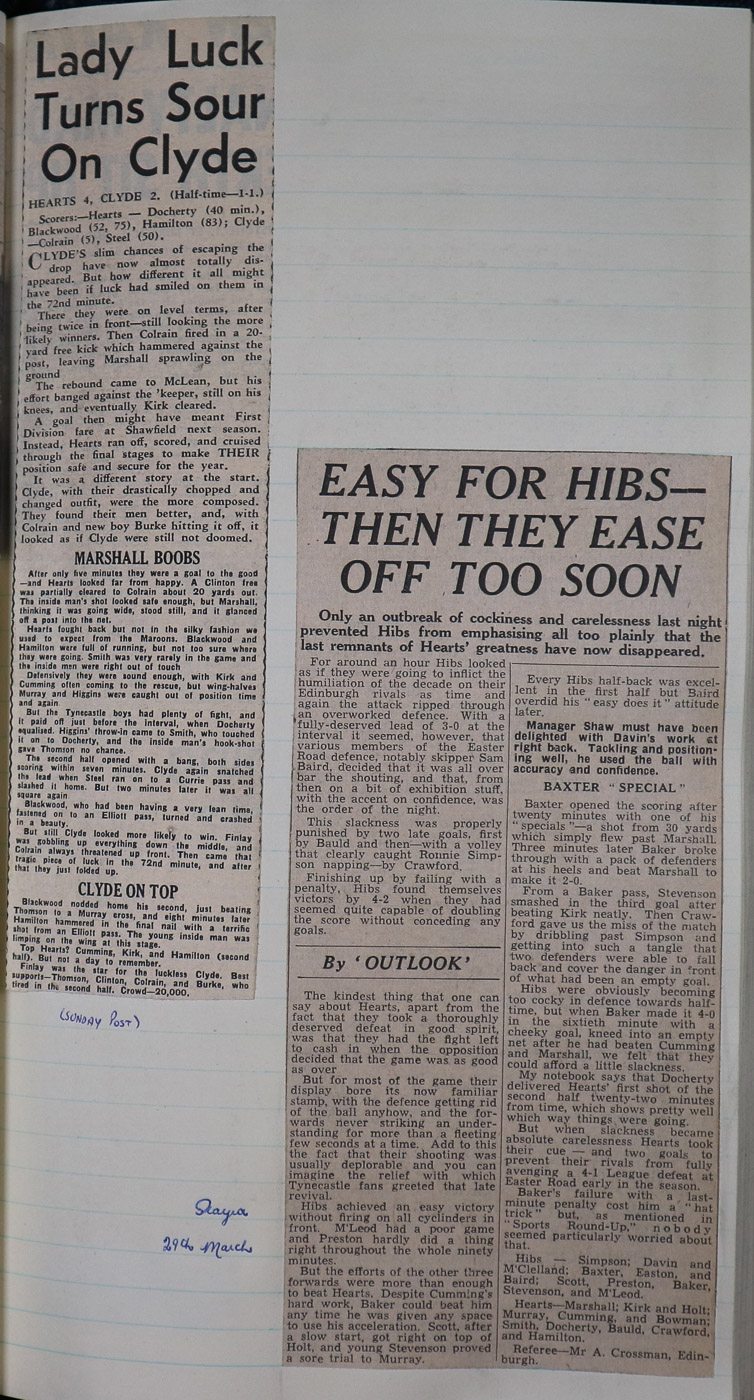 Lady Luck
Turns Sour
On Clyde
HEARTS 4, CLYDE 2. (Half-time—1-1.)
Scorers:—Hearts — Docherty (40 min.),
Blackwood (52, 75), Hamilton (83); Clyde
—Colrain (5), Steel (50).
CLYDE'S slim chances of escaping the
drop have now almost totally dis-
appeared. But how different it all might
have been if luck had smiled on them in
the 72nd minute.
There they were on level terms, after
being twice in front—still looking the more
likely winners. Then Colrain fired in a 20-
yard free kick which hammered against the
post, leaving Marshall sprawling on the
ground
The rebound came to McLean, but his
effort banged against the 'keeper, still on his
knees, and eventually Kirk cleared.
A goal then might have meant First
Division fare at Shawfield next season.
Instead, Hearts ran off, scored, and cruised
through the final stages to make THEIR
position safe and secure for the year.
It was a different story at the start.
Clyde, with their drastically chopped and
changed outfit, were the more composed.
They found their men better, and, with
Colrain and new boy Burke hitting it off, it
looked as if Clyde were still not doomed.
MARSHALL BOOBS
After only five minutes they were a goal to the good
—and Hearts looked far from happy. A Clinton free
was partially cleared to Colrain about 20 yards out.
The inside man's shot looked safe enough, but Marshall,
thinking it was going wide, stood still, and it glanced
off a post into the net.
Hearts fought back but not in the silky fashion we
used to expect from the Maroons. Blackwood and
Hamilton were full of running, but not too sure where
they were going. Smith was very rarely in the game and
the inside men were right out of touch
Defensively they were sound enough, with Kirk and
Cumming often coming to the rescue, but wing-halves
Murray and Higgins were caught out of position time
and again
But the Tynecastle boys had plenty of fight, and
it paid off just before the interval, when Docherty
equalised. Higgins' throw-in came to Smith, who touched
it on to Docherty, and the inside man's hook-shot
gave Thomson no chance.
The second half opened with a bang, both sides
scoring within seven minutes. Clyde again snatched
the lead when Steel ran on to a Currie pass and
slashed it home. But two minutes later it was all
square again
Blackwood, who had been having a very lean time,
fastened on to an Elliott pass, turned and crashed
in a beauty.
But still Clyde looked more likely to win. Finlay
was gobbling up everything down the middle, and
Colrain always threatened up front. Then came that
tragic piece of luck in the 72nd minute, and after
that they just folded up.
CLYDE ON TOP
Blackwood nodded home his second, just beating
Thomson to a Murray cross, and eight minutes later
Hamilton hammered in the final nail with a terrific
shot from an Elliott pass. The young inside man was
limping on the wing at this stage.
Top Hearts? Cumming, Kirk, and Hamilton (second
half). But not a day to remember.
Finlay was the star for the luckless Clyde. Best
supports—Thomson, Clinton, Colrain, and Burke, who
tired in the second half. Crowd—20,000.
(SUNDAY POST)
29th March
EASY FOR HIBS—
THEN THEY EASE
OFF TOO SOON
Only an outbreak of cockiness and carelessness last night
prevented Hibs from emphasising all too plainly that the
last remnants of Hearts' greatness have now disappeared.
For around an hour Hibs looked
as if they were going to inflict the
humiliation of the decade on their
Edinburgh rivals as time and
again the attack ripped through
an overworked defence. With a
fully-deserved lead of 3-0 at the
interval it seemed, however, that
various members of the Easter
Road defence, notably skipper Sam
Baird, decided that it was all over
bar the shouting, and that, from
then on a bit of exhibition stuff,
with the accent on confidence, was
the order of the night.
This slackness was properly
punished by two late goals, first
by Bauld and then—with a volley
that clearly caught Ronnie Simp-
son napping—by Crawford.
Finishing up by failing with a
penalty, Hibs found themselves
victors by 4-2 when they had
seemed quite capable of doubling
the score without conceding any
goals.
By 'OUTLOOK'
The kindest thing that one can
say about Hearts, apart from the
fact that they took a thoroughly
deserved defeat in good spirit,
was that they had the fight left
to cash in when the opposition
decided that the game was as good
as over
But for most of the game their
display bore its now familiar
stamp, with the defence getting rid
of the ball anyhow, and the for-
wards never striking an under-
standing for more than a fleeting
few seconds at a time. Add to this
the fact that their shooting was
usually deplorable and you can
imagine the relief with which
Tynecastle fans greeted that late
revival.
Hibs achieved an easy victory
without firing on all cyclinders in
front. M'Leod had a poor game
and Preston hardly did a thing
right throughout the whole ninety
minutes.
But the efforts of the other three
forwards were more than enough
to beat Hearts. Despite Cumming's
hard work, Baker could beat him
any time he was given any space
to use his acceleration. Scott, after
a slow start, got right on top of
Holt, and young Stevenson proved
a sore trial to Murray.
Every Hibs half-back was excel-
lent in the first half but Baird
overdid his "easy does it" attitude
later.
Manager Shaw must have been
delighted with Davin's work at
right back. Tackling and position-
ing well, he used the ball with
accuracy and confidence.
BAXTER "SPECIAL"
Baxter opened the scoring after
twenty minutes with one of his
"specials"—a shot from 30 yards
which simply flew past Marshall.
Three minutes later Baker broke
through with a pack of defenders
at his heels and beat Marshall to
make it 2-0.
From a Baker pass, Stevenson
smashed in the third goal after
beating Kirk neatly. Then Craw-
ford gave us the miss of the match
by dribbling past Simpson and
getting into such a tangle that
two defenders were able to fall
back and cover the danger in front
of what had been an empty goal.
Hibs were obviously becoming
too cocky in defence towards half-
time, but when Baker made it 4-0
in the sixtieth minute with a
cheeky goal, kneed into an empty
net after he had beaten Cumming
and Marshall, we felt that they
could afford a little slackness.
My notebook says that Docherty
delivered Hearts' first shot of the
second half twenty-two minutes
from time, which shows pretty well
which way things were going.
But when slackness became
absolute carelessness Hearts took
their cue — and two goals to
prevent their rivals from fully
avenging a 4-1 League defeat at
Easter Road early in the season.
Baker's failure with a last-
minute penalty cost him a "hat
trick" but, as mentioned in
"Sports Round-Up," nobody
seemed particularly worried about
that.
Hibs — Simpson; Davin and
M'Clelland; Baxter, Easton, and
Baird; Scott, Preston, Baker,
Stevenson, and M'Leod.
Hearts—Marshall; Kirk and Holt;
Murray, Cumming, and Bowman;
Smith, Docherty, Bauld, Crawford,
and Hamilton.
Referee—Mr A. Crossman, Edin-
burgh.